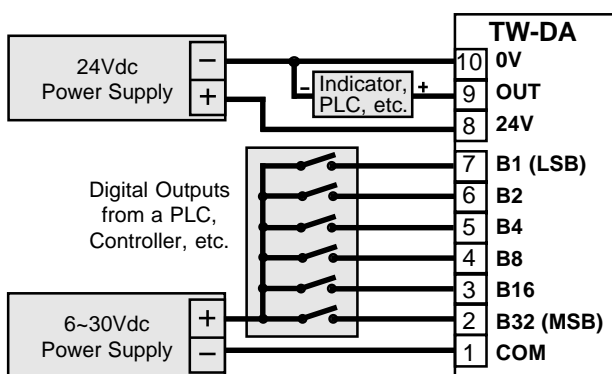 TW-DA
24Vdc
Power Supply
−
+
- Indicator, +
PLC, etc.
10 0V
9 OUT
8 24V
7 B1 (LSB)
6 B2
5 B4
4 B8
3 B16
2 B32 (MSB)
1 COM
Digital Outputs
from a PLC,
Controller, etc.
6~30Vdc
Power Supply
+
−